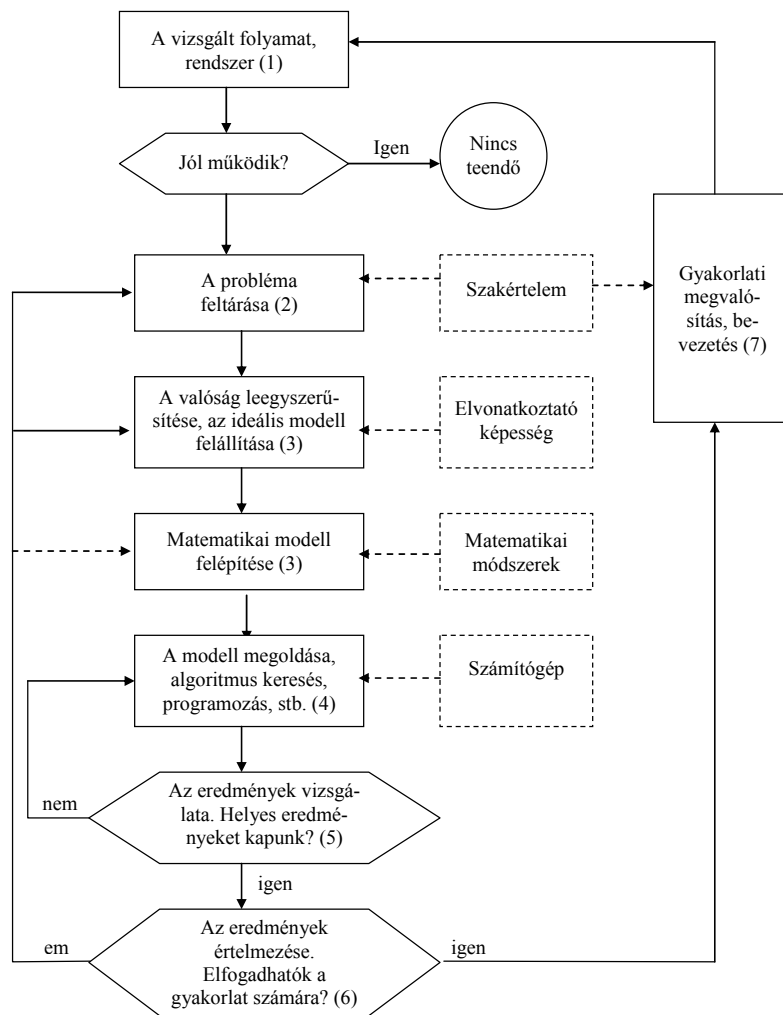 A vizsgált folyamat,
rendszer (1)
Jól működik?
Igen
Nincs
teendő
A probléma
feltárása (2)
Szakértelem
Gyakorlati
megvaló-
sítás, be-
vezetés (7)
A valóság leegyszerű-
sítése, az ideális modell
felállítása (3)
Elvonatkoztató
képesség
Matematikai modell
felépítése (3)
Matematikai
módszerek
A modell megoldása,
algoritmus keresés,
programozás, stb. (4)
Számítógép
nem
Az eredmények vizsgá-
lata. Helyes eredmé-
nyeket kapunk? (5)
igen
em
Az eredmények
értelmezése.
Elfogadhatók a
gyakorlat számára? (6)
igen